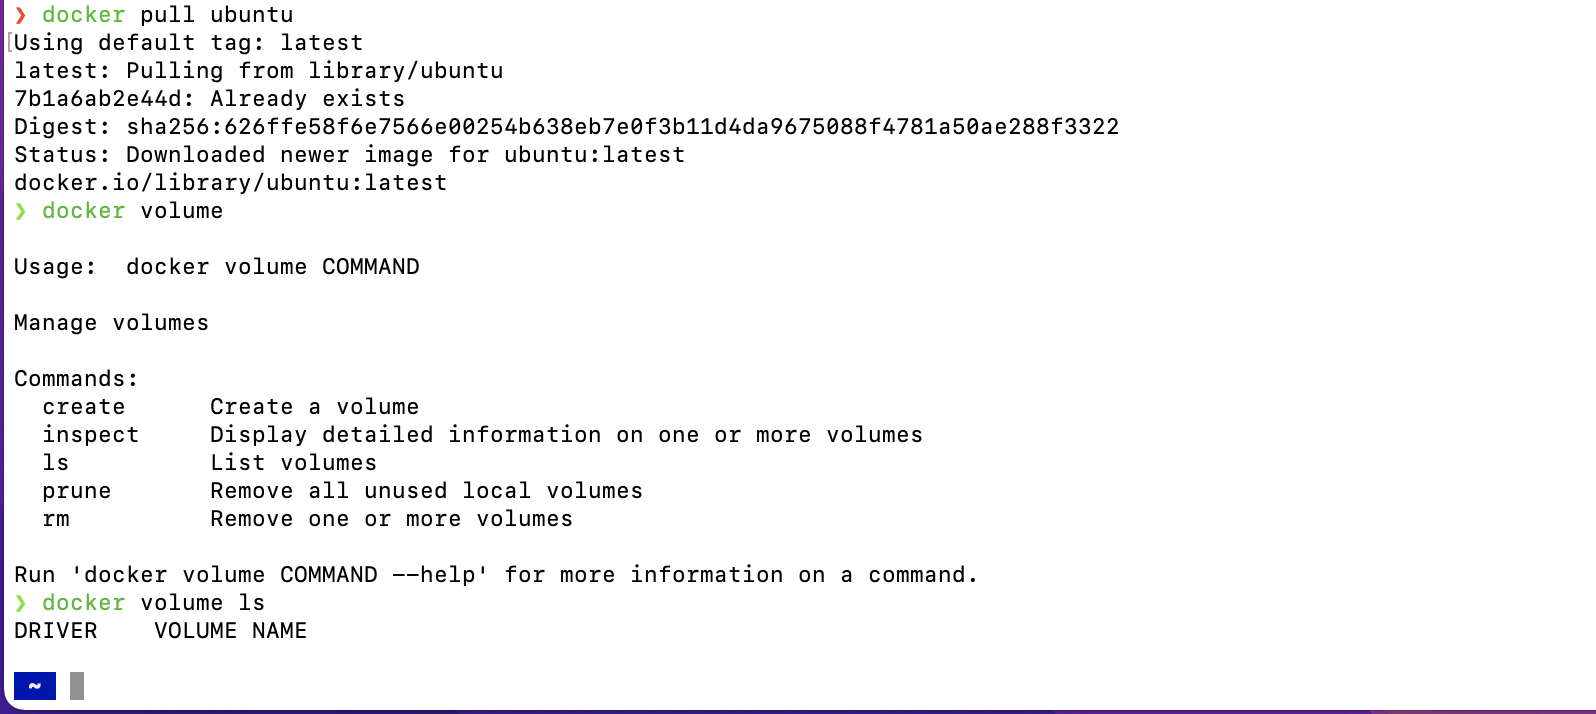 ❯ docker pull ubuntu
Using default tag: latest
latest: Pulling from library/ubuntu
7b1a6ab2e44d: Already exists
Digest: sha256:626ffe58f6e7566e00254b638eb7e0f3b11d4da9675088f4781a50ae288f3322
Status: Downloaded newer image for ubuntu:latest
docker.io/library/ubuntu:latest
❯ docker volume
Usage:  docker volume COMMAND
Manage volumes
Commands:
  create      Create a volume
  inspect     Display detailed information on one or more volumes
  ls          List volumes
  prune       Remove all unused local volumes
  rm          Remove one or more volumes
Run 'docker volume COMMAND --help' for more information on a command.
❯ docker volume ls
DRIVER    VOLUME NAME
~